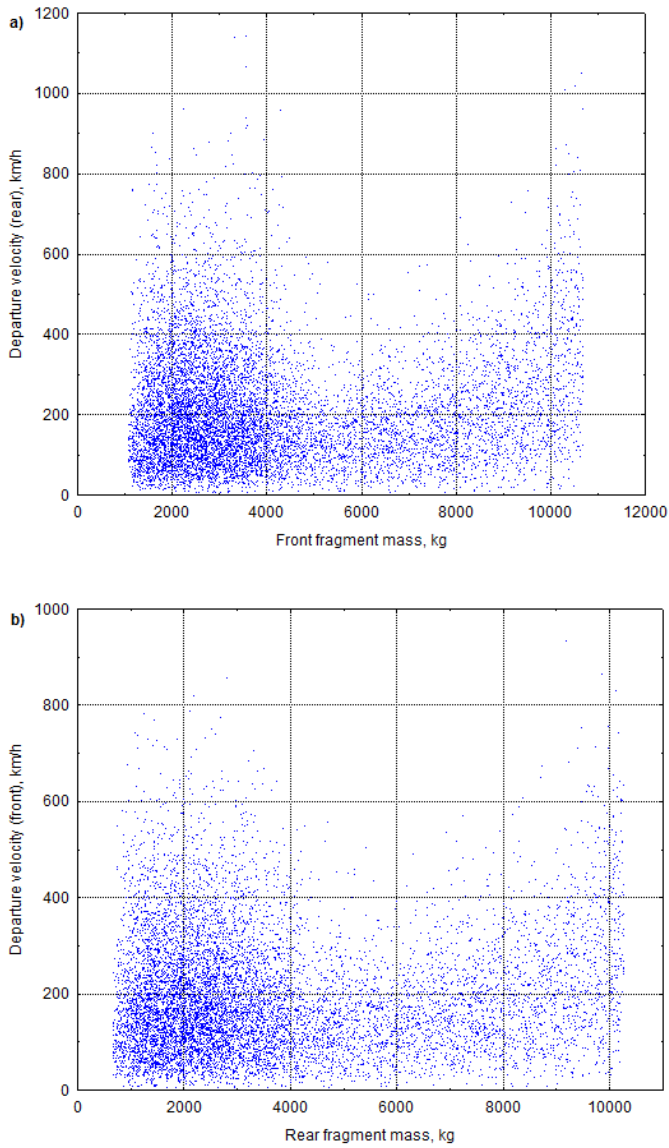 a)
1200
1000
800
600
400
200
0
Departure velocity (rear), km/h
0 2000 4000 6000 8000 10000 12000
Front fragment mass, kg
b)
1000
800
600
400
200
0
Departure velocity (front), km/h
0 2000 4000 6000 8000 10000
Rear fragment mass, kg